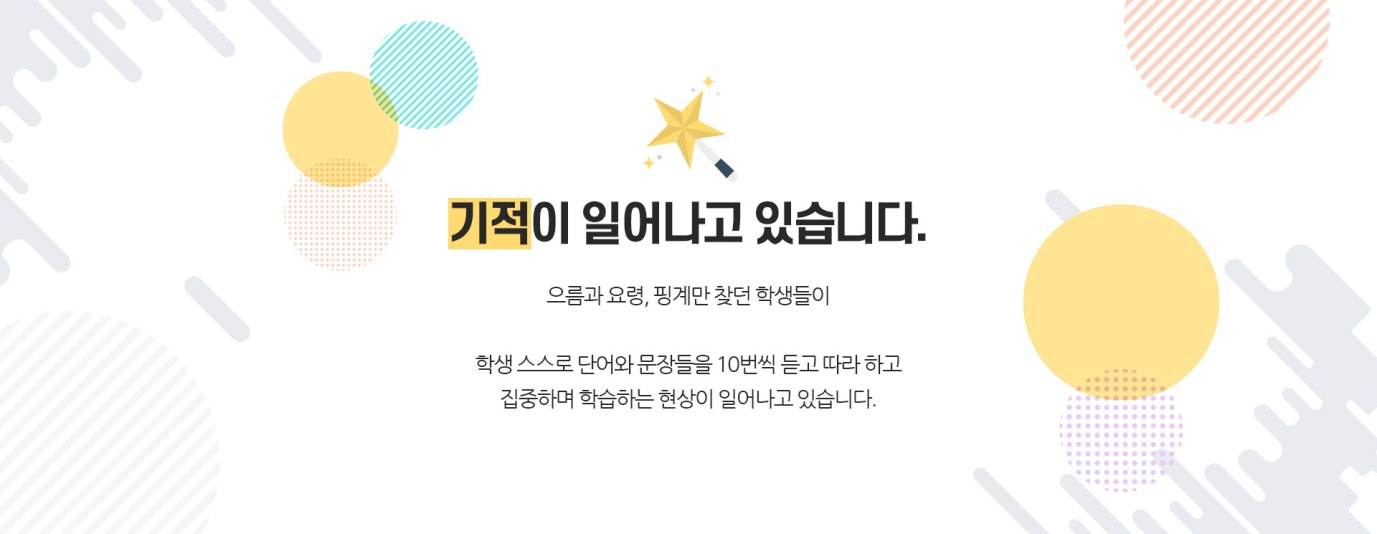 기적이 일어나고 있습니다.
으름과 요령, 핑계만 찾던 학생들이
학생 스스로 단어와 문장들을 10번씩 듣고 따라 하고
집중하며 학습하는 현상이 일어나고 있습니다.